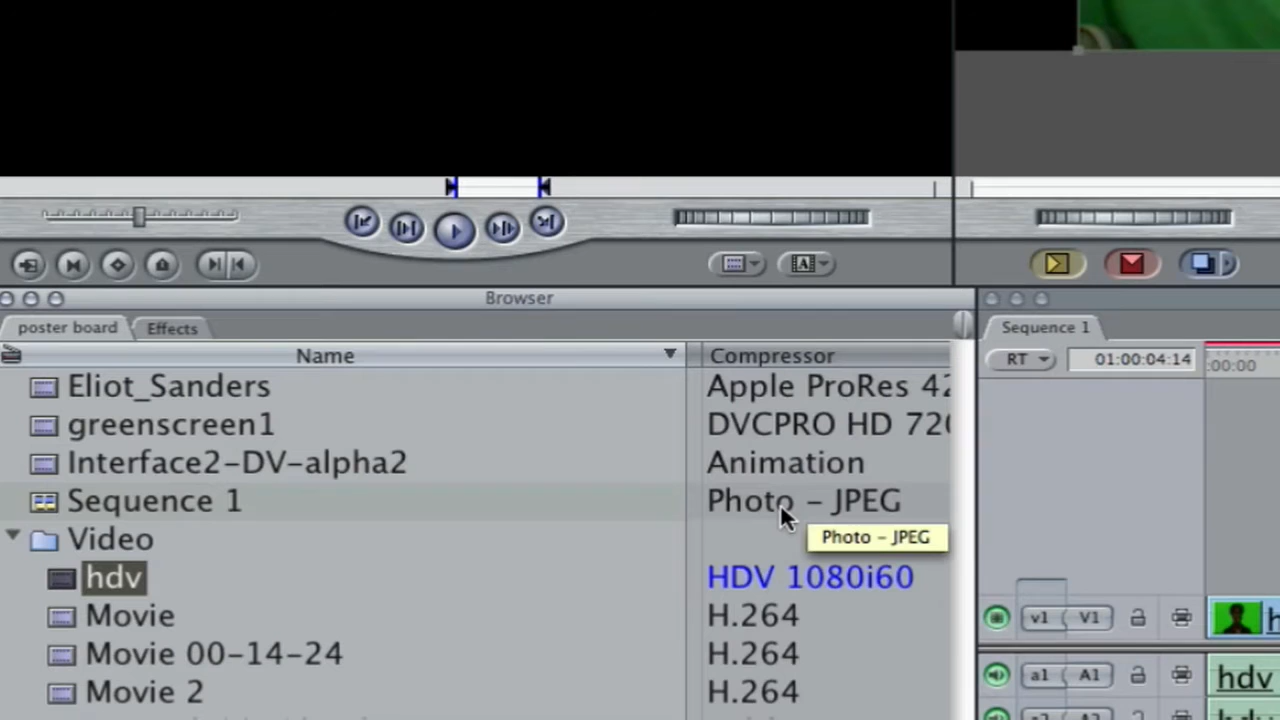 Browser
poster board Effects
Name Compressor
Eliot_Sanders Apple ProRes 42
greenscreen1 DVCPRO HD 720
Interface2-DV-alpha2 Animation
Sequence 1 Photo - JPEG
Photo - JPEG
Video
hdv HDV 1080i60
Movie H.264
Movie 00-14-24 H.264
Movie 2 H.264
Sequence 1
RT 01:00:04:14 :00:00
v1 V1 h
a1 A1 hdv